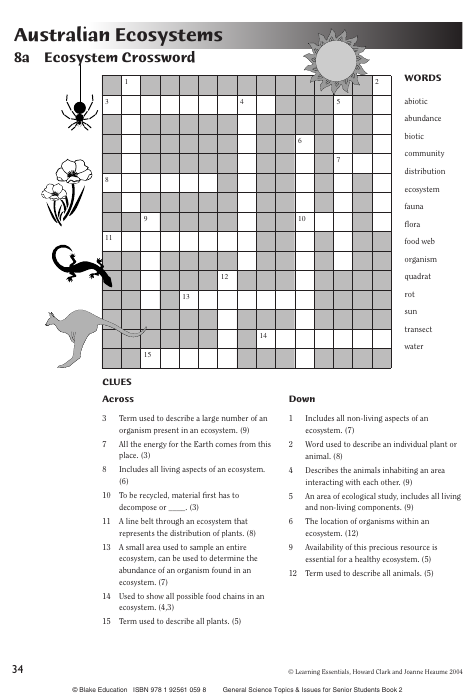 Australian Ecosystems
8a Ecosystem Crossword
WORDS
abiotic
abundance
biotic
community
distribution
ecosystem
fauna
flora
food web
organism
quadrat
rot
sun
transect
water
1
2
3
4
5
6
7
8
9
10
11
12
13
14
15
CLUES
Across
3 Term used to describe a large number of an
organism present in an ecosystem. (9)
7 All the energy for the Earth comes from this
place. (3)
8 Includes all living aspects of an ecosystem.
(6)
10 To be recycled, material first has to
decompose or ____. (3)
11 A line belt through an ecosystem that
represents the distribution of plants. (8)
13 A small area used to sample an entire
ecosystem, can be used to determine the
abundance of an organism found in an
ecosystem. (7)
14 Used to show all possible food chains in an
ecosystem. (4,3)
15 Term used to describe all plants. (5)
Down
1 Includes all non-living aspects of an
ecosystem. (7)
2 Word used to describe an individual plant or
animal. (8)
4 Describes the animals inhabiting an area
interacting with each other. (9)
5 An area of ecological study, includes all living
and non-living components. (9)
6 The location of organisms within an
ecosystem. (12)
9 Availability of this precious resource is
essential for a healthy ecosystem. (5)
12 Term used to describe all animals. (5)
34
© Learning Essentials, Howard Clark and Joanne Heaume 2004
© Blake Education ISBN 978 1 92561 059 8 General Science Topics & Issues for Senior Students Book 2